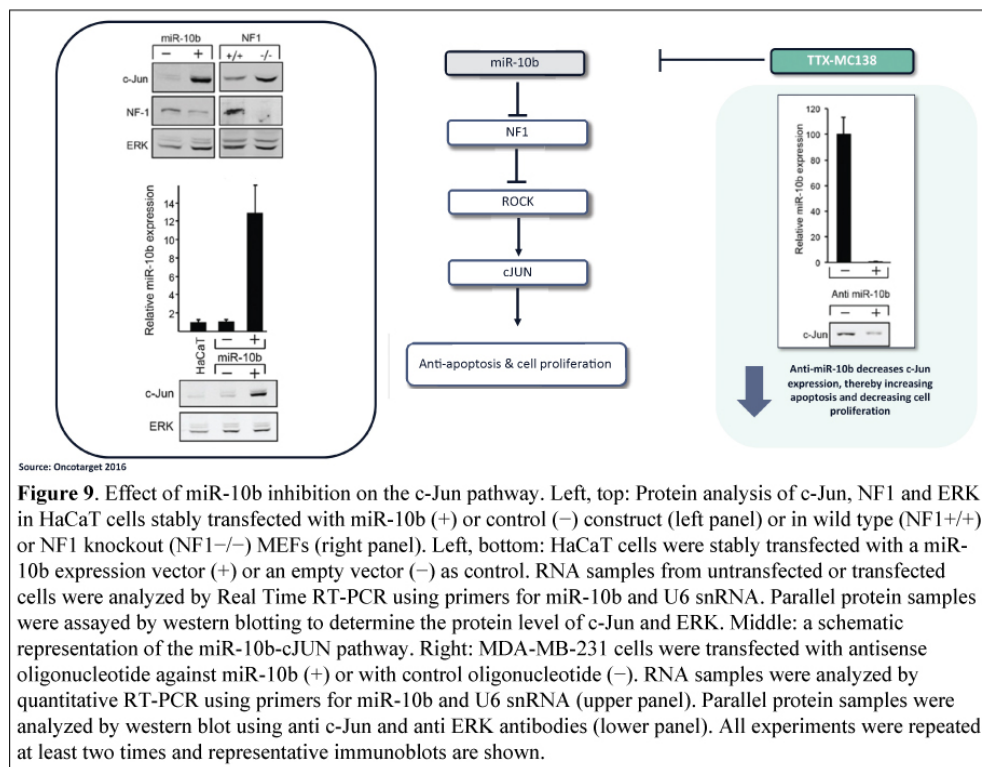 miR-10b NF1
− + +/+ -/-
c-Jun
NF-1
ERK
Relative miR-10b expression
14
12
10
8
6
4
2
HaCaT − +
miR-10b
− +
c-Jun
ERK
miR-10b
NF1
ROCK
cJUN
Anti-apoptosis & cell proliferation
TTX-MC138
Relative miR-10b expression
120
100
80
60
40
20
0
− +
Anti miR-10b
− +
c-Jun
Anti-miR-10b decreases c-Jun
expression, thereby increasing
apoptosis and decreasing cell
proliferation
Source: Oncotarget 2016
Figure 9. Effect of miR-10b inhibition on the c-Jun pathway. Left, top: Protein analysis of c-Jun, NF1 and ERK
in HaCaT cells stably transfected with miR-10b (+) or control (−) construct (left panel) or in wild type (NF1+/+)
or NF1 knockout (NF1−/−) MEFs (right panel). Left, bottom: HaCaT cells were stably transfected with a miR-
10b expression vector (+) or an empty vector (−) as control. RNA samples from untransfected or transfected
cells were analyzed by Real Time RT-PCR using primers for miR-10b and U6 snRNA. Parallel protein samples
were assayed by western blotting to determine the protein level of c-Jun and ERK. Middle: a schematic
representation of the miR-10b-cJUN pathway. Right: MDA-MB-231 cells were transfected with antisense
oligonucleotide against miR-10b (+) or with control oligonucleotide (−). RNA samples were analyzed by
quantitative RT-PCR using primers for miR-10b and U6 snRNA (upper panel). Parallel protein samples were
analyzed by western blot using anti c-Jun and anti ERK antibodies (lower panel). All experiments were repeated
at least two times and representative immunoblots are shown.